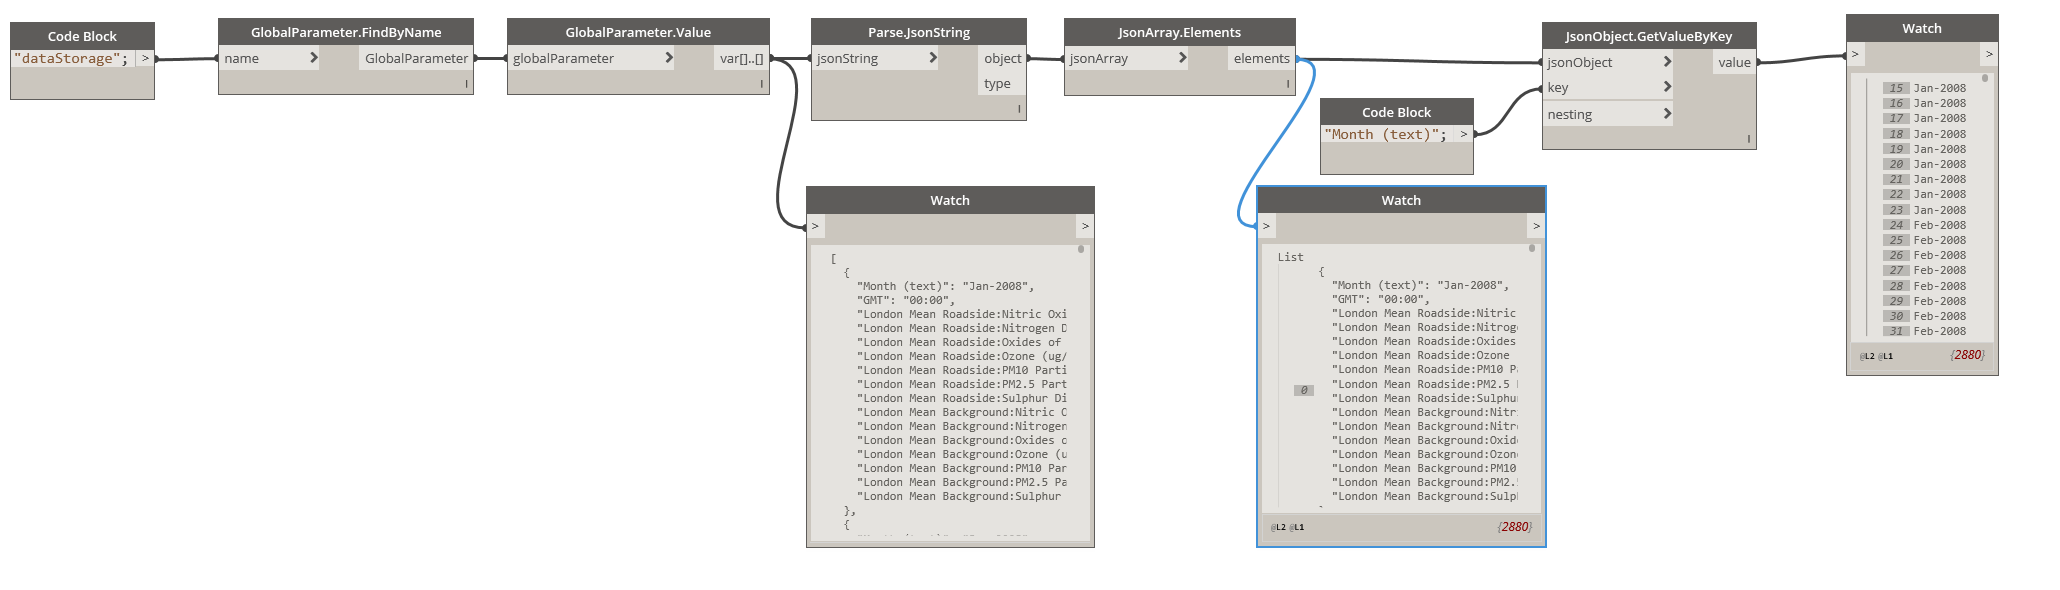 Code Block
"dataStorage"; >
GlobalParameter.FindByName
name > GlobalParameter
GlobalParameter.Value
globalParameter > var[]..[]
Parse.JsonString
jsonString > object
type
JsonArray.Elements
jsonArray > elements
Code Block
"Month (text)"; >
JsonObject.GetValueByKey
jsonObject > value
key >
nesting >
Watch
> >
15 Jan-2008
16 Jan-2008
17 Jan-2008
18 Jan-2008
19 Jan-2008
20 Jan-2008
21 Jan-2008
22 Jan-2008
23 Jan-2008
24 Feb-2008
25 Feb-2008
26 Feb-2008
27 Feb-2008
28 Feb-2008
29 Feb-2008
30 Feb-2008
31 Feb-2008
@L2 @L1 {2880}
Watch
> >
[
{
"Month (text)": "Jan-2008",
"GMT": "00:00",
"London Mean Roadside:Nitric Oxi
"London Mean Roadside:Nitrogen D
"London Mean Roadside:Oxides of
"London Mean Roadside:Ozone (ug/
"London Mean Roadside:PM10 Parti
"London Mean Roadside:PM2.5 Part
"London Mean Roadside:Sulphur Di
"London Mean Background:Nitric O
"London Mean Background:Nitrogen
"London Mean Background:Oxides o
"London Mean Background:Ozone (u
"London Mean Background:PM10 Par
"London Mean Background:PM2.5 Pa
"London Mean Background:Sulphur
},
{
Watch
> >
List
{
"Month (text)": "Jan-2008",
"GMT": "00:00",
"London Mean Roadside:Nitric
"London Mean Roadside:Nitrog
"London Mean Roadside:Oxides
"London Mean Roadside:Ozone
"London Mean Roadside:PM10 P
"London Mean Roadside:PM2.5
0 "London Mean Roadside:Sulphu
"London Mean Background:Nitr
"London Mean Background:Nitr
"London Mean Background:Oxid
"London Mean Background:Ozon
"London Mean Background:PM10
"London Mean Background:PM2.
"London Mean Background:Sulp
@L2 @L1 {2880}